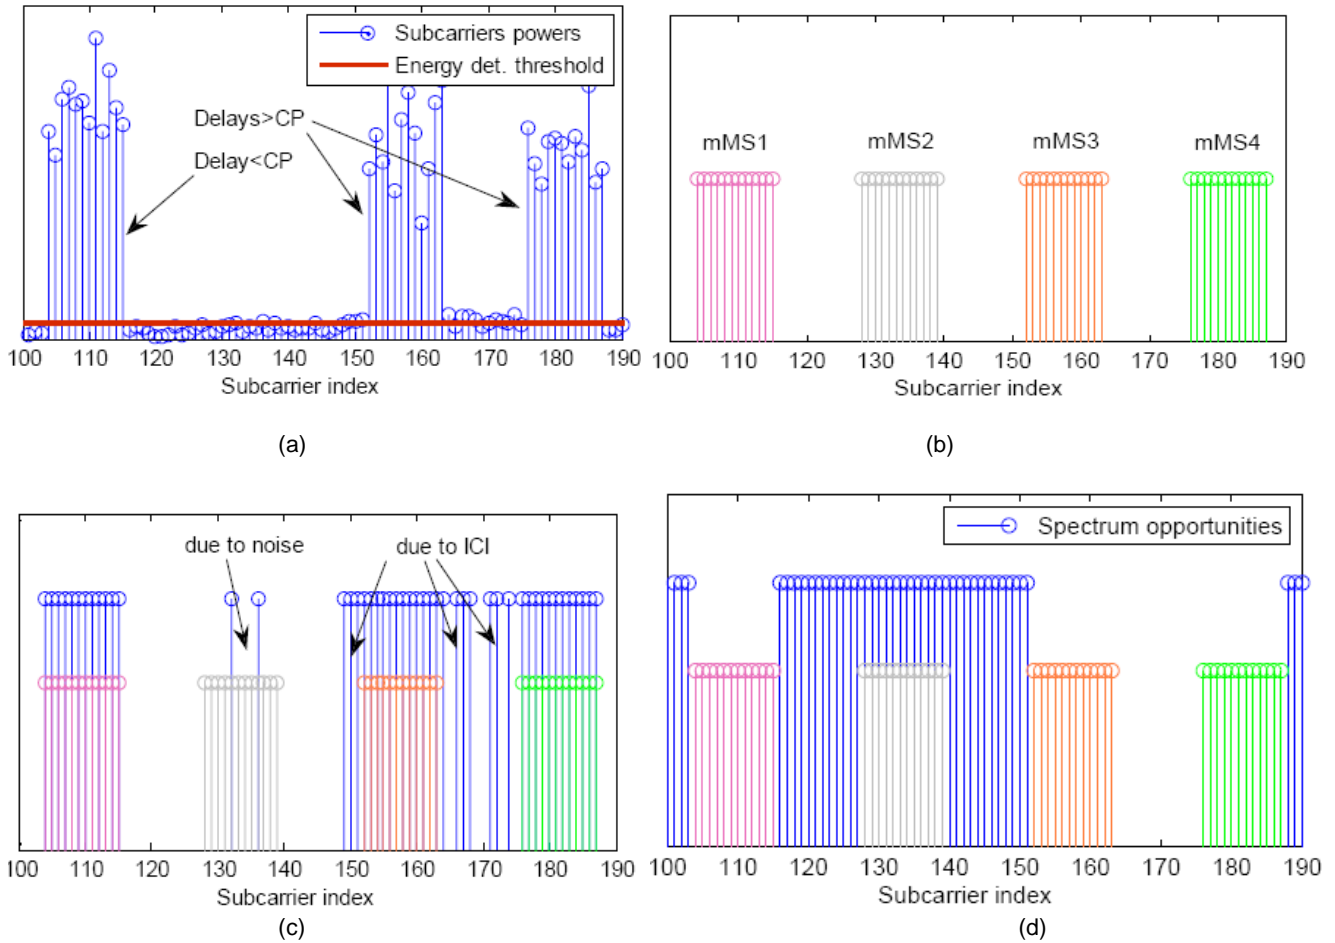 Subcarriers powers
Energy det. threshold
Delays>CP
Delay<CP
100 110 120 130 140 150 160 170 180 190
Subcarrier index
(a)
mMS1 mMS2 mMS3 mMS4
100 110 120 130 140 150 160 170 180 190
Subcarrier index
(b)
due to noise due to ICI
100 110 120 130 140 150 160 170 180 190
Subcarrier index
(c)
Spectrum opportunities
100 110 120 130 140 150 160 170 180 190
Subcarrier index
(d)